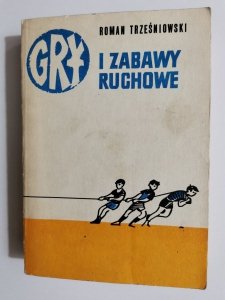 ROMAN TRZEŚNIOWSKI
GRY
I ZABAWY
RUCHOWE